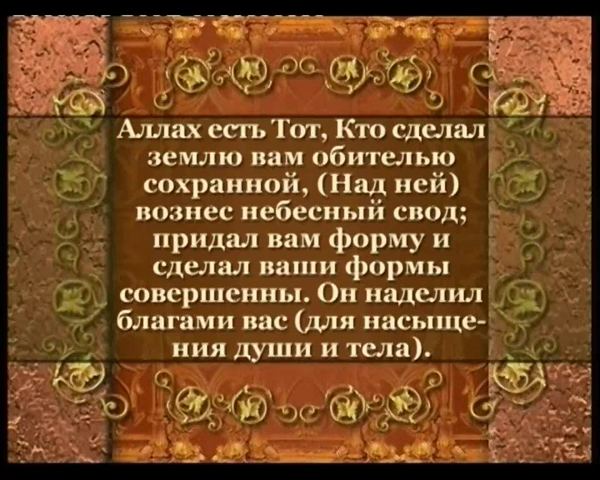 Аллах есть Тот, Кто сделал
землю вам обителью
сохранной, (Над ней)
вознес небесный свод;
придал вам форму и
сделал ваши формы
совершенны. Он наделил
благами вас (для насыще-
ния души и тела).